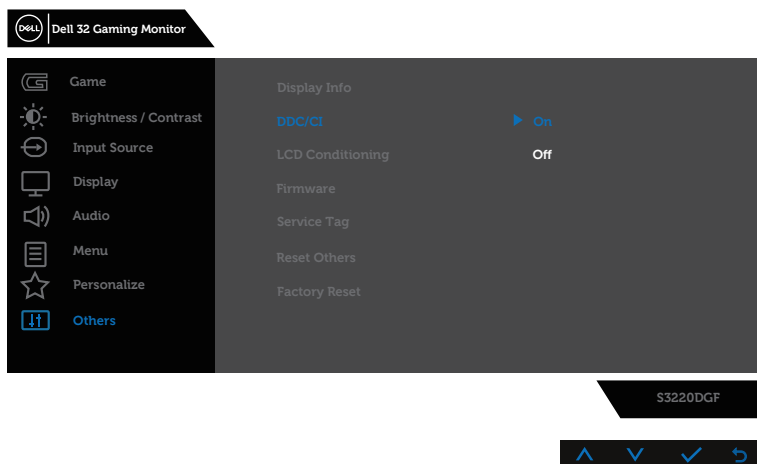 DELL
Dell 32 Gaming Monitor
Game
Brightness / Contrast
Input Source
Display
Audio
Menu
Personalize
Others
Display Info
DDC/CI
On
LCD Conditioning
Off
Firmware
Service Tag
Reset Others
Factory Reset
S3220DGF